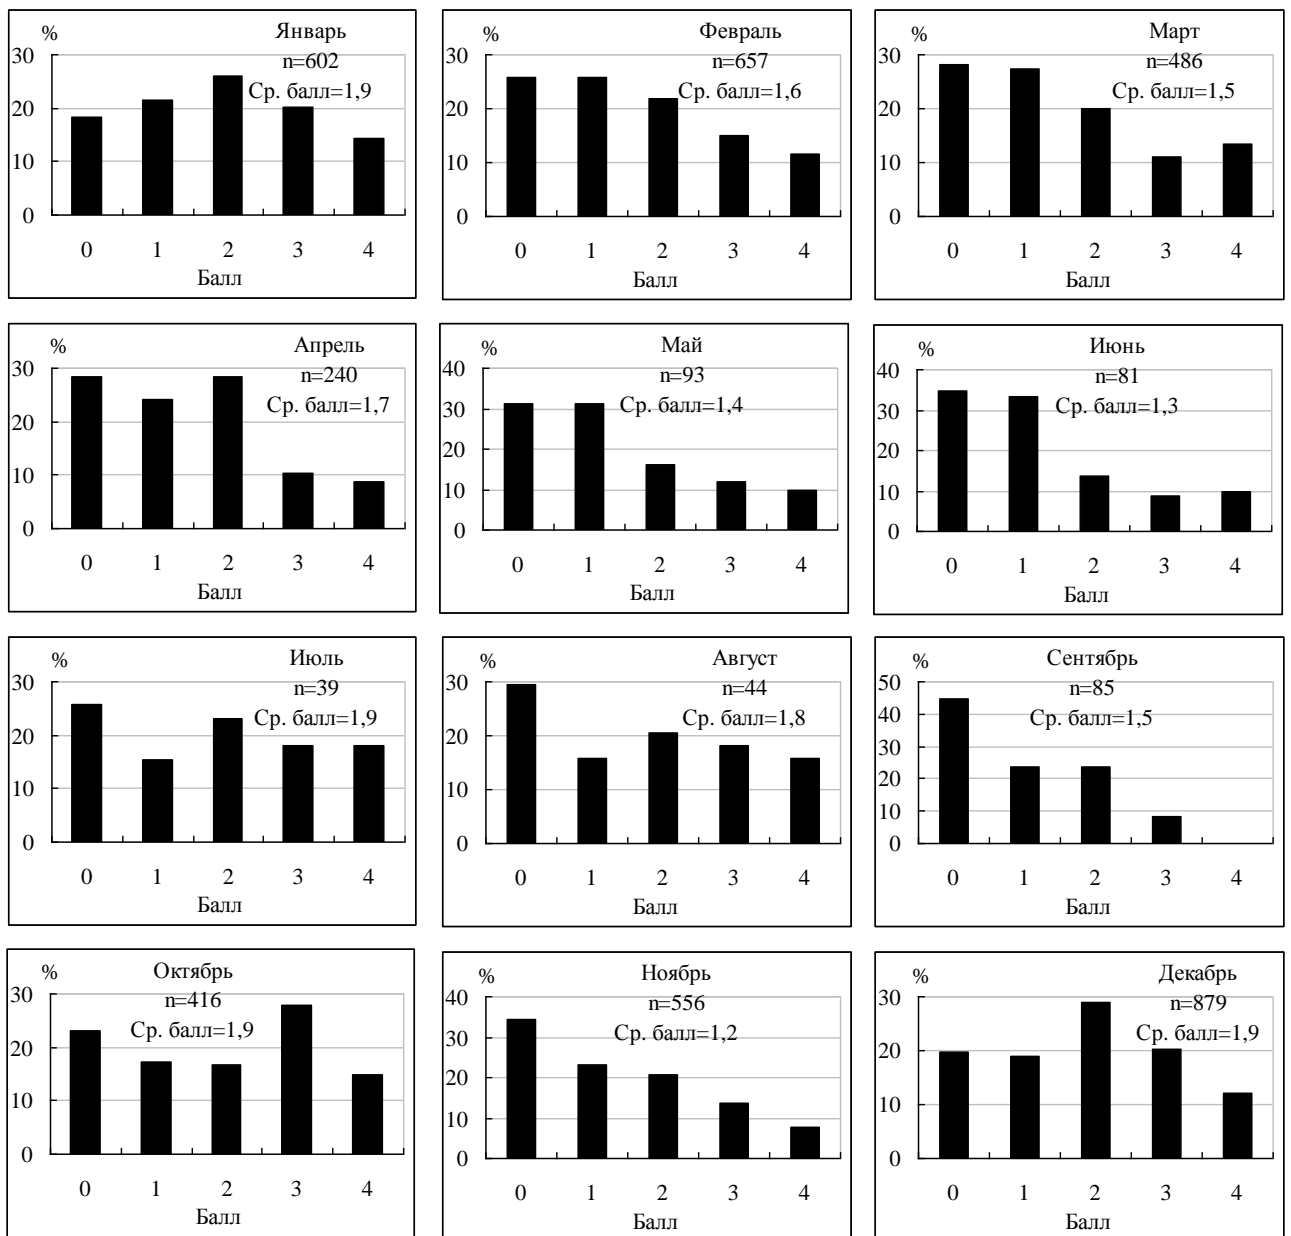 %
Январь
n=602
Ср. балл=1,9
30
20
10
0
0 1 2 3 4
Балл
%
Февраль
n=657
Ср. балл=1,6
30
20
10
0
0 1 2 3 4
Балл
%
Март
n=486
Ср. балл=1,5
30
20
10
0
0 1 2 3 4
Балл
%
Апрель
n=240
Ср. балл=1,7
30
20
10
0
0 1 2 3 4
Балл
%
Май
n=93
Ср. балл=1,4
40
30
20
10
0
0 1 2 3 4
Балл
%
Июнь
n=81
Ср. балл=1,3
40
30
20
10
0
0 1 2 3 4
Балл
%
Июль
n=39
Ср. балл=1,9
30
20
10
0
0 1 2 3 4
Балл
%
Август
n=44
Ср. балл=1,8
30
20
10
0
0 1 2 3 4
Балл
%
Сентябрь
n=85
Ср. балл=1,5
50
40
30
20
10
0
0 1 2 3 4
Балл
%
Октябрь
n=416
Ср. балл=1,9
30
20
10
0
0 1 2 3 4
Балл
%
Ноябрь
n=556
Ср. балл=1,2
40
30
20
10
0
0 1 2 3 4
Балл
%
Декабрь
n=879
Ср. балл=1,9
30
20
10
0
0 1 2 3 4
Балл